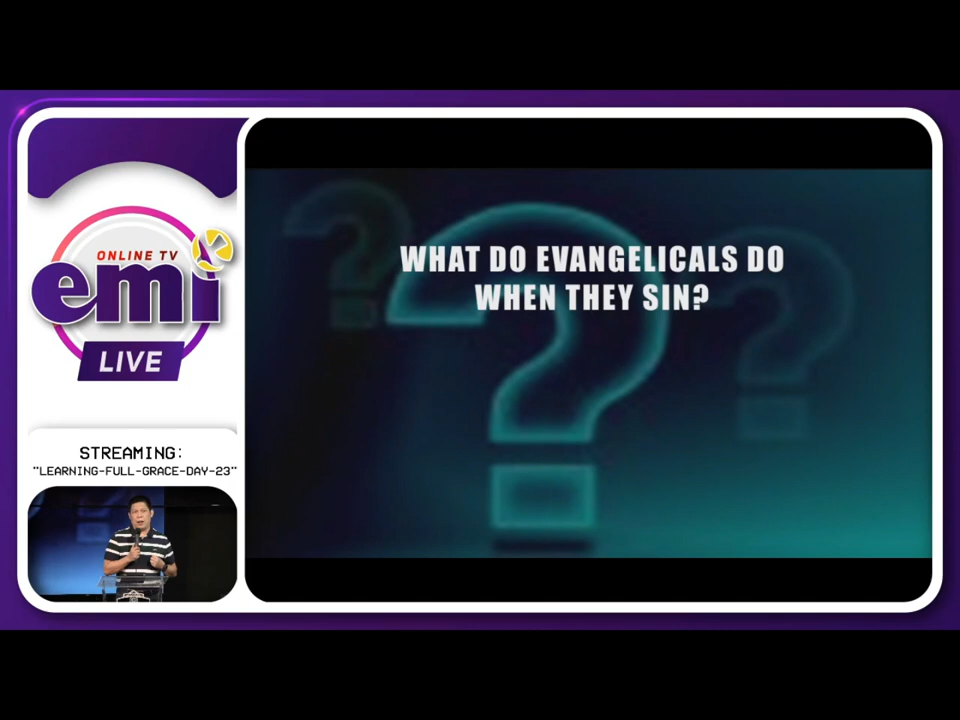 ONLINE TV
emi
LIVE
STREAMING:
"LEARNING-FULL-GRACE-DAY-23"
WHAT DO EVANGELICALS DO
WHEN THEY SIN?